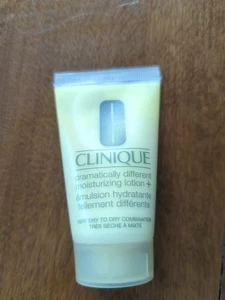 CLINIQUE
dramatically different
moisturizing lotion+
émulsion hydratante
tellement différente
VERY DRY TO DRY COMBINATION
TRÈS SÈCHE À MIXTE